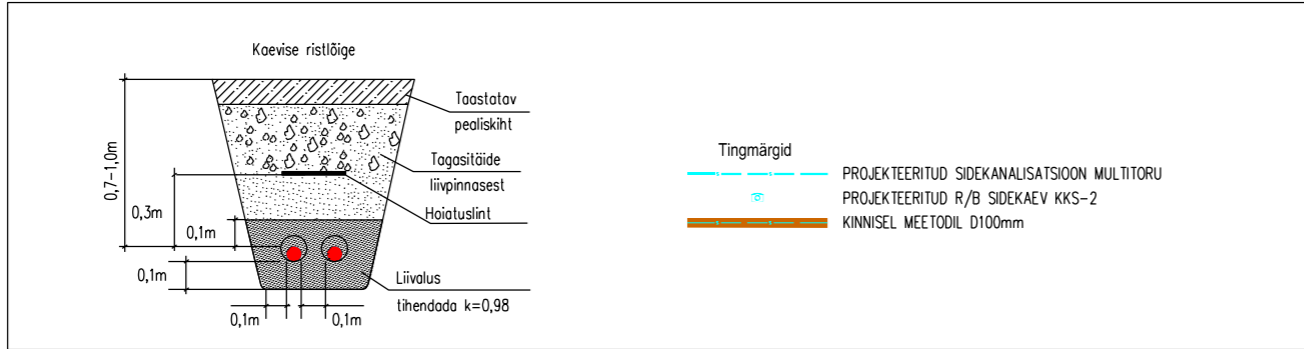 Kaevise ristlõige
Taastatav
pealiskiht
Tagasitäide
liivpinnasest
Hoiatuslint
Liivalus
tihendada k=0,98
0,7-1,0m
0,3m
0,1m
0,1m
0,1m
0,1m
Tingmärgid
PROJEKTEERITUD SIDEKANALISATSIOON MULTITORU
PROJEKTEERITUD R/B SIDEKAEV KKS-2
KINNISEL MEETODIL D100mm